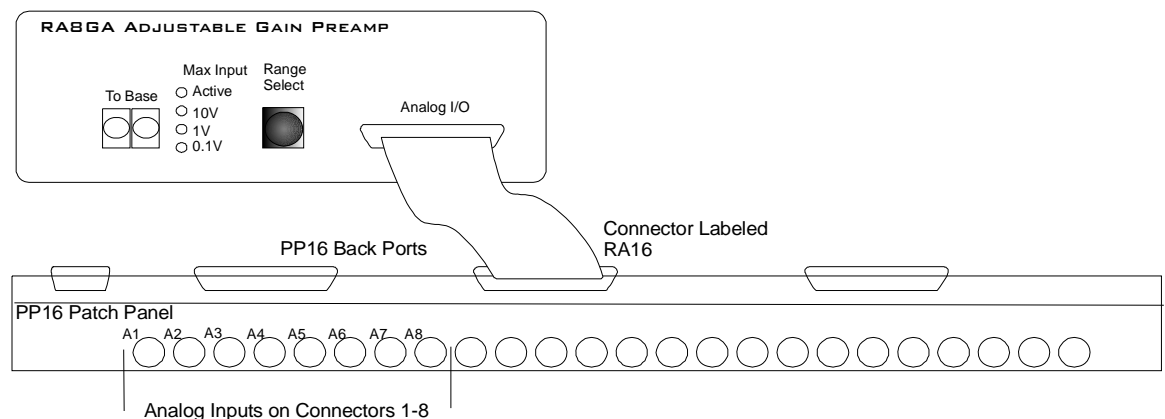 RA8GA ADJUSTABLE GAIN PREAMP
Max Input
Range
Select
To Base
Active
10V
1V
0.1V
Analog I/O
Connector Labeled
RA16
PP16 Back Ports
PP16 Patch Panel
A1 A2 A3 A4 A5 A6 A7 A8
Analog Inputs on Connectors 1-8